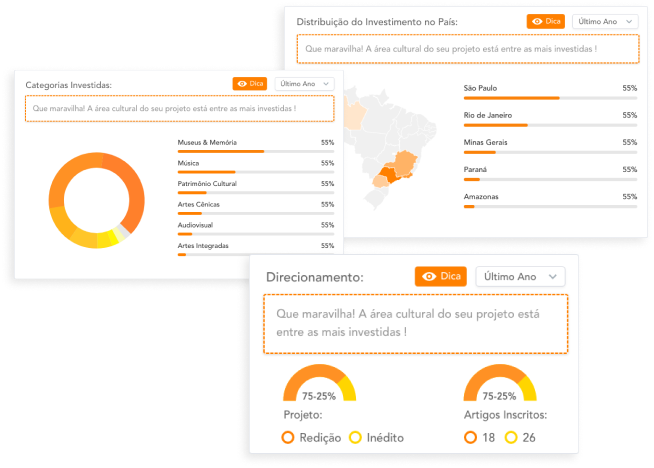 Distribuição do Investimento no País:
Dica
Último Ano
Que maravilha! A área cultural do seu projeto está entre as mais investidas !
São Paulo 55%
Rio de Janeiro 55%
Minas Gerais 55%
Paraná 55%
Amazonas 55%
Categorias Investidas:
Dica
Último Ano
Que maravilha! A área cultural do seu projeto está entre as mais investidas !
Museus & Memória 55%
Música 55%
Patrimônio Cultural 55%
Artes Cênicas 55%
Audiovisual 55%
Artes Integradas 55%
Direcionamento:
Dica
Último Ano
Que maravilha! A área cultural do seu projeto está
entre as mais investidas !
75-25%
Projeto:
Redição Inédito
75-25%
Artigos Inscritos:
18 26